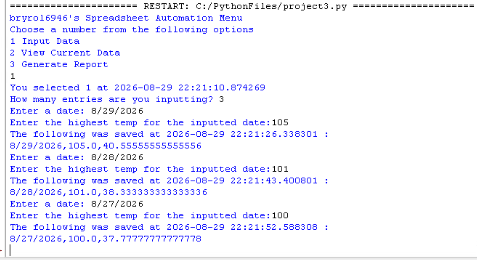 ===================== RESTART: C:/PythonFiles/project3.py =====================
bryrol6946's Spreadsheet Automation Menu
Choose a number from the following options
1 Input Data
2 View Current Data
3 Generate Report
1
You selected 1 at 2026-08-29 22:21:10.874269
How many entries are you inputting? 3
Enter a date: 8/29/2026
Enter the highest temp for the inputted date:105
The following was saved at 2026-08-29 22:21:26.338301 :
8/29/2026,105.0,40.55555555555556
Enter a date: 8/28/2026
Enter the highest temp for the inputted date:101
The following was saved at 2026-08-29 22:21:43.400801 :
8/28/2026,101.0,38.333333333333336
Enter a date: 8/27/2026
Enter the highest temp for the inputted date:100
The following was saved at 2026-08-29 22:21:52.588308 :
8/27/2026,100.0,37.77777777777778